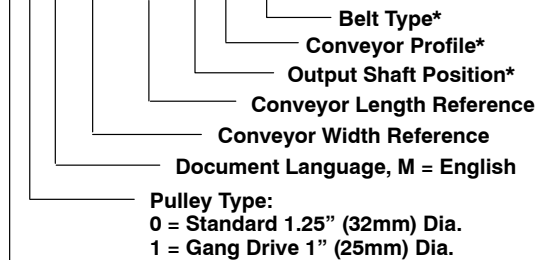 Belt Type*
Conveyor Profile*
Output Shaft Position*
Conveyor Length Reference
Conveyor Width Reference
Document Language, M = English
Pulley Type:
0 = Standard 1.25” (32mm) Dia.
1 = Gang Drive 1” (25mm) Dia.